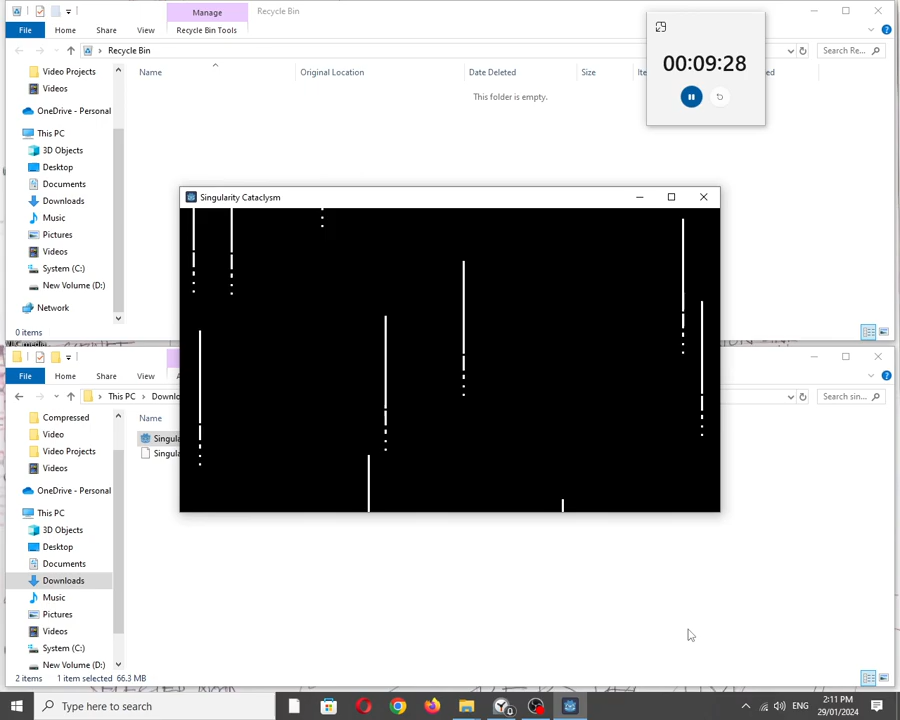 Manage
Recycle Bin
File
Home
Share
View
Recycle Bin Tools
Recycle Bin
Search Re...
00:09:28
Video Projects
Videos
OneDrive - Personal
This PC
3D Objects
Desktop
Documents
Downloads
Music
Pictures
Videos
System (C:)
New Volume (D:)
Network
Name
Original Location
Date Deleted
Size
This folder is empty.
0 items
Singularity Cataclysm
File
Home
Share
View
This PC
Search sin...
Compressed
Video
Video Projects
Videos
OneDrive - Personal
This PC
3D Objects
Desktop
Documents
Downloads
Music
Pictures
Videos
System (C:)
New Volume (D:)
Name
2 items
1 item selected 66.3 MB
Type here to search
ENG
2:11 PM
29/01/2024